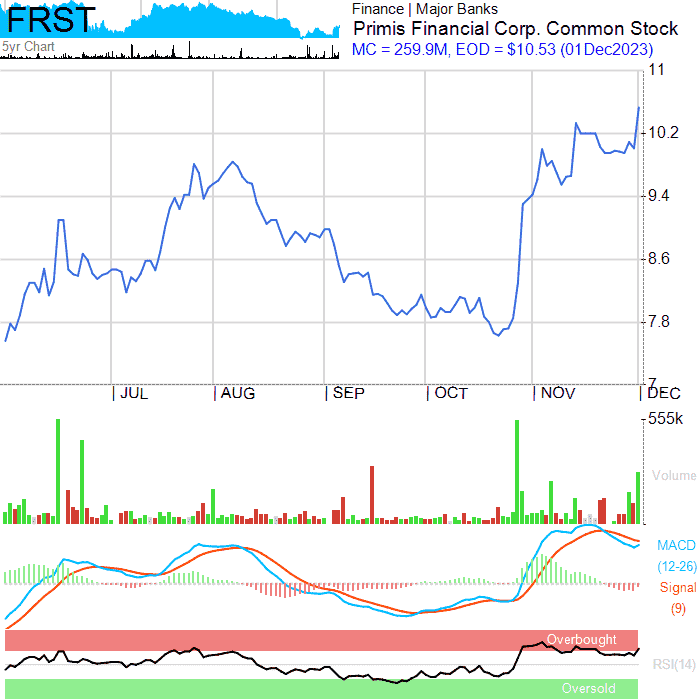 FRST
5yr Chart
Finance | Major Banks
Primis Financial Corp. Common Stock
MC = 259.9M, EOD = $10.53 (01Dec2023)
11
10.2
9.4
8.6
7.8
7
JUL AUG SEP OCT NOV DEC
555k
Volume
MACD
(12-26)
Signal
(9)
Overbought
RSI(14)
Oversold